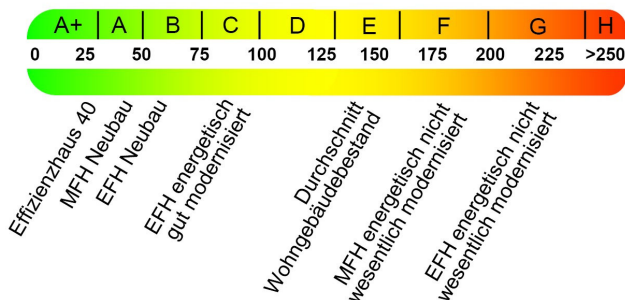 A+ A B C D E F G H
0 25 50 75 100 125 150 175 200 225 >250
Effizienzhaus 40
MFH Neubau
EFH Neubau
EFH energetisch
gut modernisiert
Durchschnitt
Wohngebäudebestand
MFH energetisch nicht
wesentlich modernisiert
EFH energetisch nicht
wesentlich modernisiert